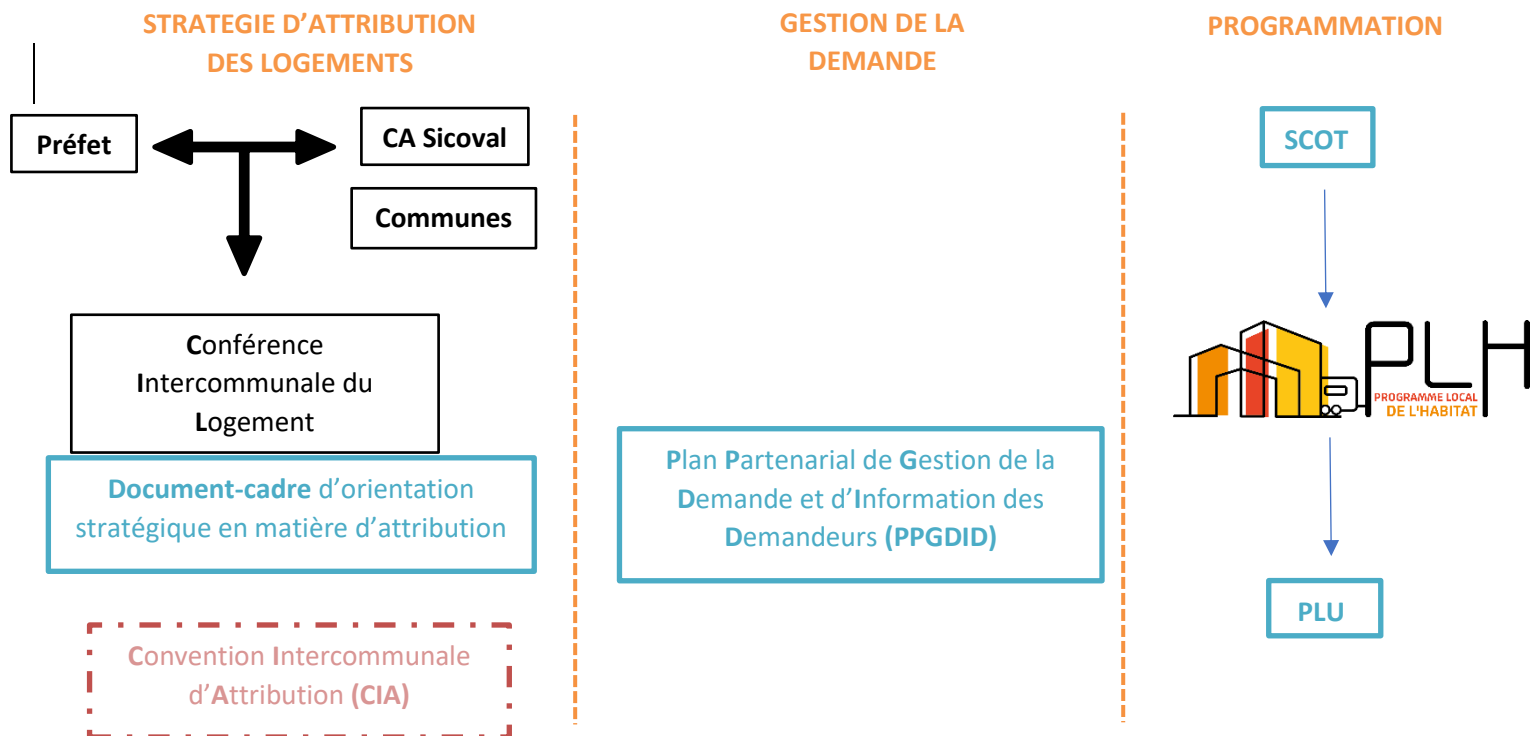 STRATEGIE D’ATTRIBUTION
DES LOGEMENTS
Préfet
CA Sicoval
Communes
Conférence
Intercommunale du
Logement
Document-cadre d’orientation
stratégique en matière d’attribution
Convention Intercommunale
d’Attribution (CIA)
GESTION DE LA
DEMANDE
Plan Partenarial de Gestion de la
Demande et d’Information des
Demandeurs (PPGDID)
PROGRAMMATION
SCOT
PLH
PROGRAMME LOCAL
DE L'HABITAT
PLU